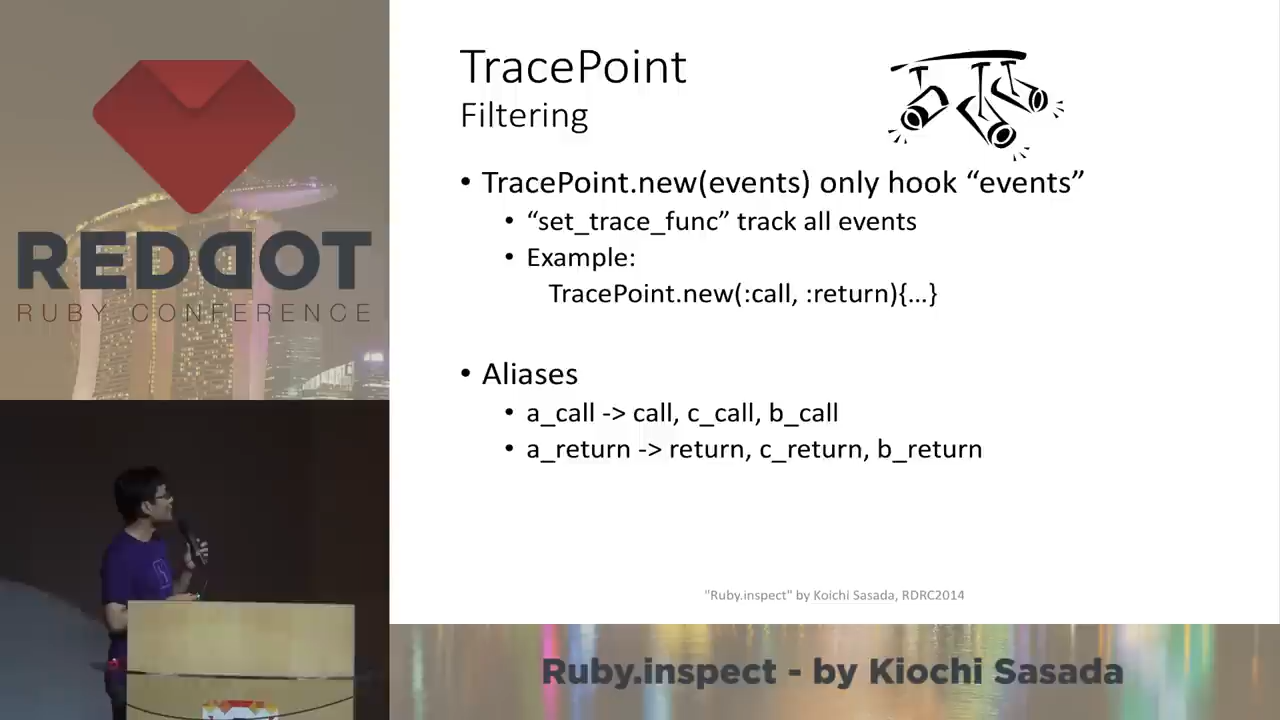 REDDOT
RUBY CONFERENCE
TracePoint
Filtering
• TracePoint.new(events) only hook “events”
• “set_trace_func” track all events
• Example:
TracePoint.new(:call, :return){…}
• Aliases
• a_call -> call, c_call, b_call
• a_return -> return, c_return, b_return
"Ruby.inspect" by Koichi Sasada, RDRC2014
Ruby.inspect - by Kiochi Sasada